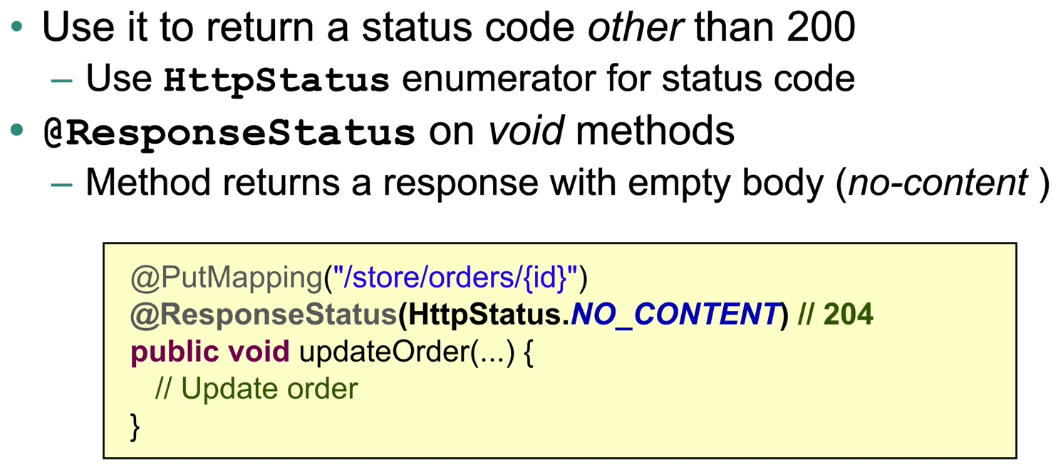 • Use it to return a status code other than 200
– Use HttpStatus enumerator for status code
• @ResponseStatus on void methods
– Method returns a response with empty body (no-content )
@PutMapping("/store/orders/{id}")
@ResponseStatus(HttpStatus.NO_CONTENT) // 204
public void updateOrder(...) {
// Update order
}